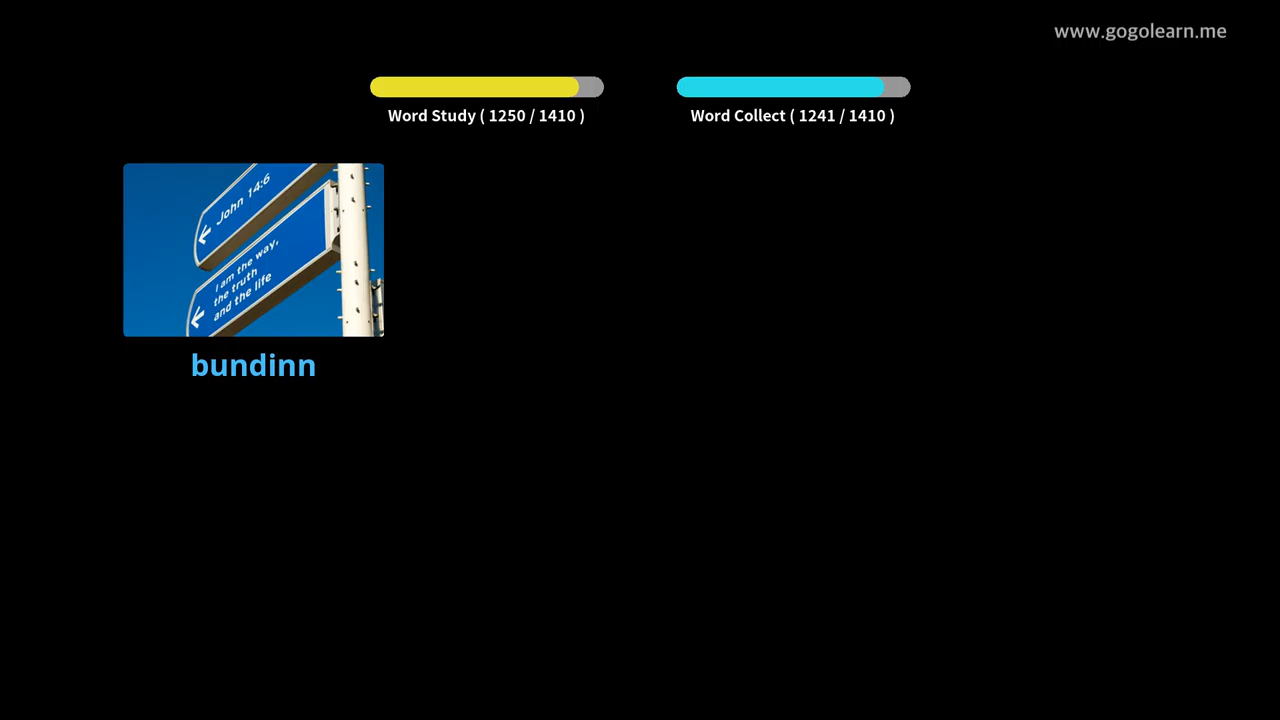 www.gogolearn.me
Word Study ( 1250 / 1410 )
Word Collect ( 1241 / 1410 )
John 14:6
I am the way,
the truth
and the life
bundinn